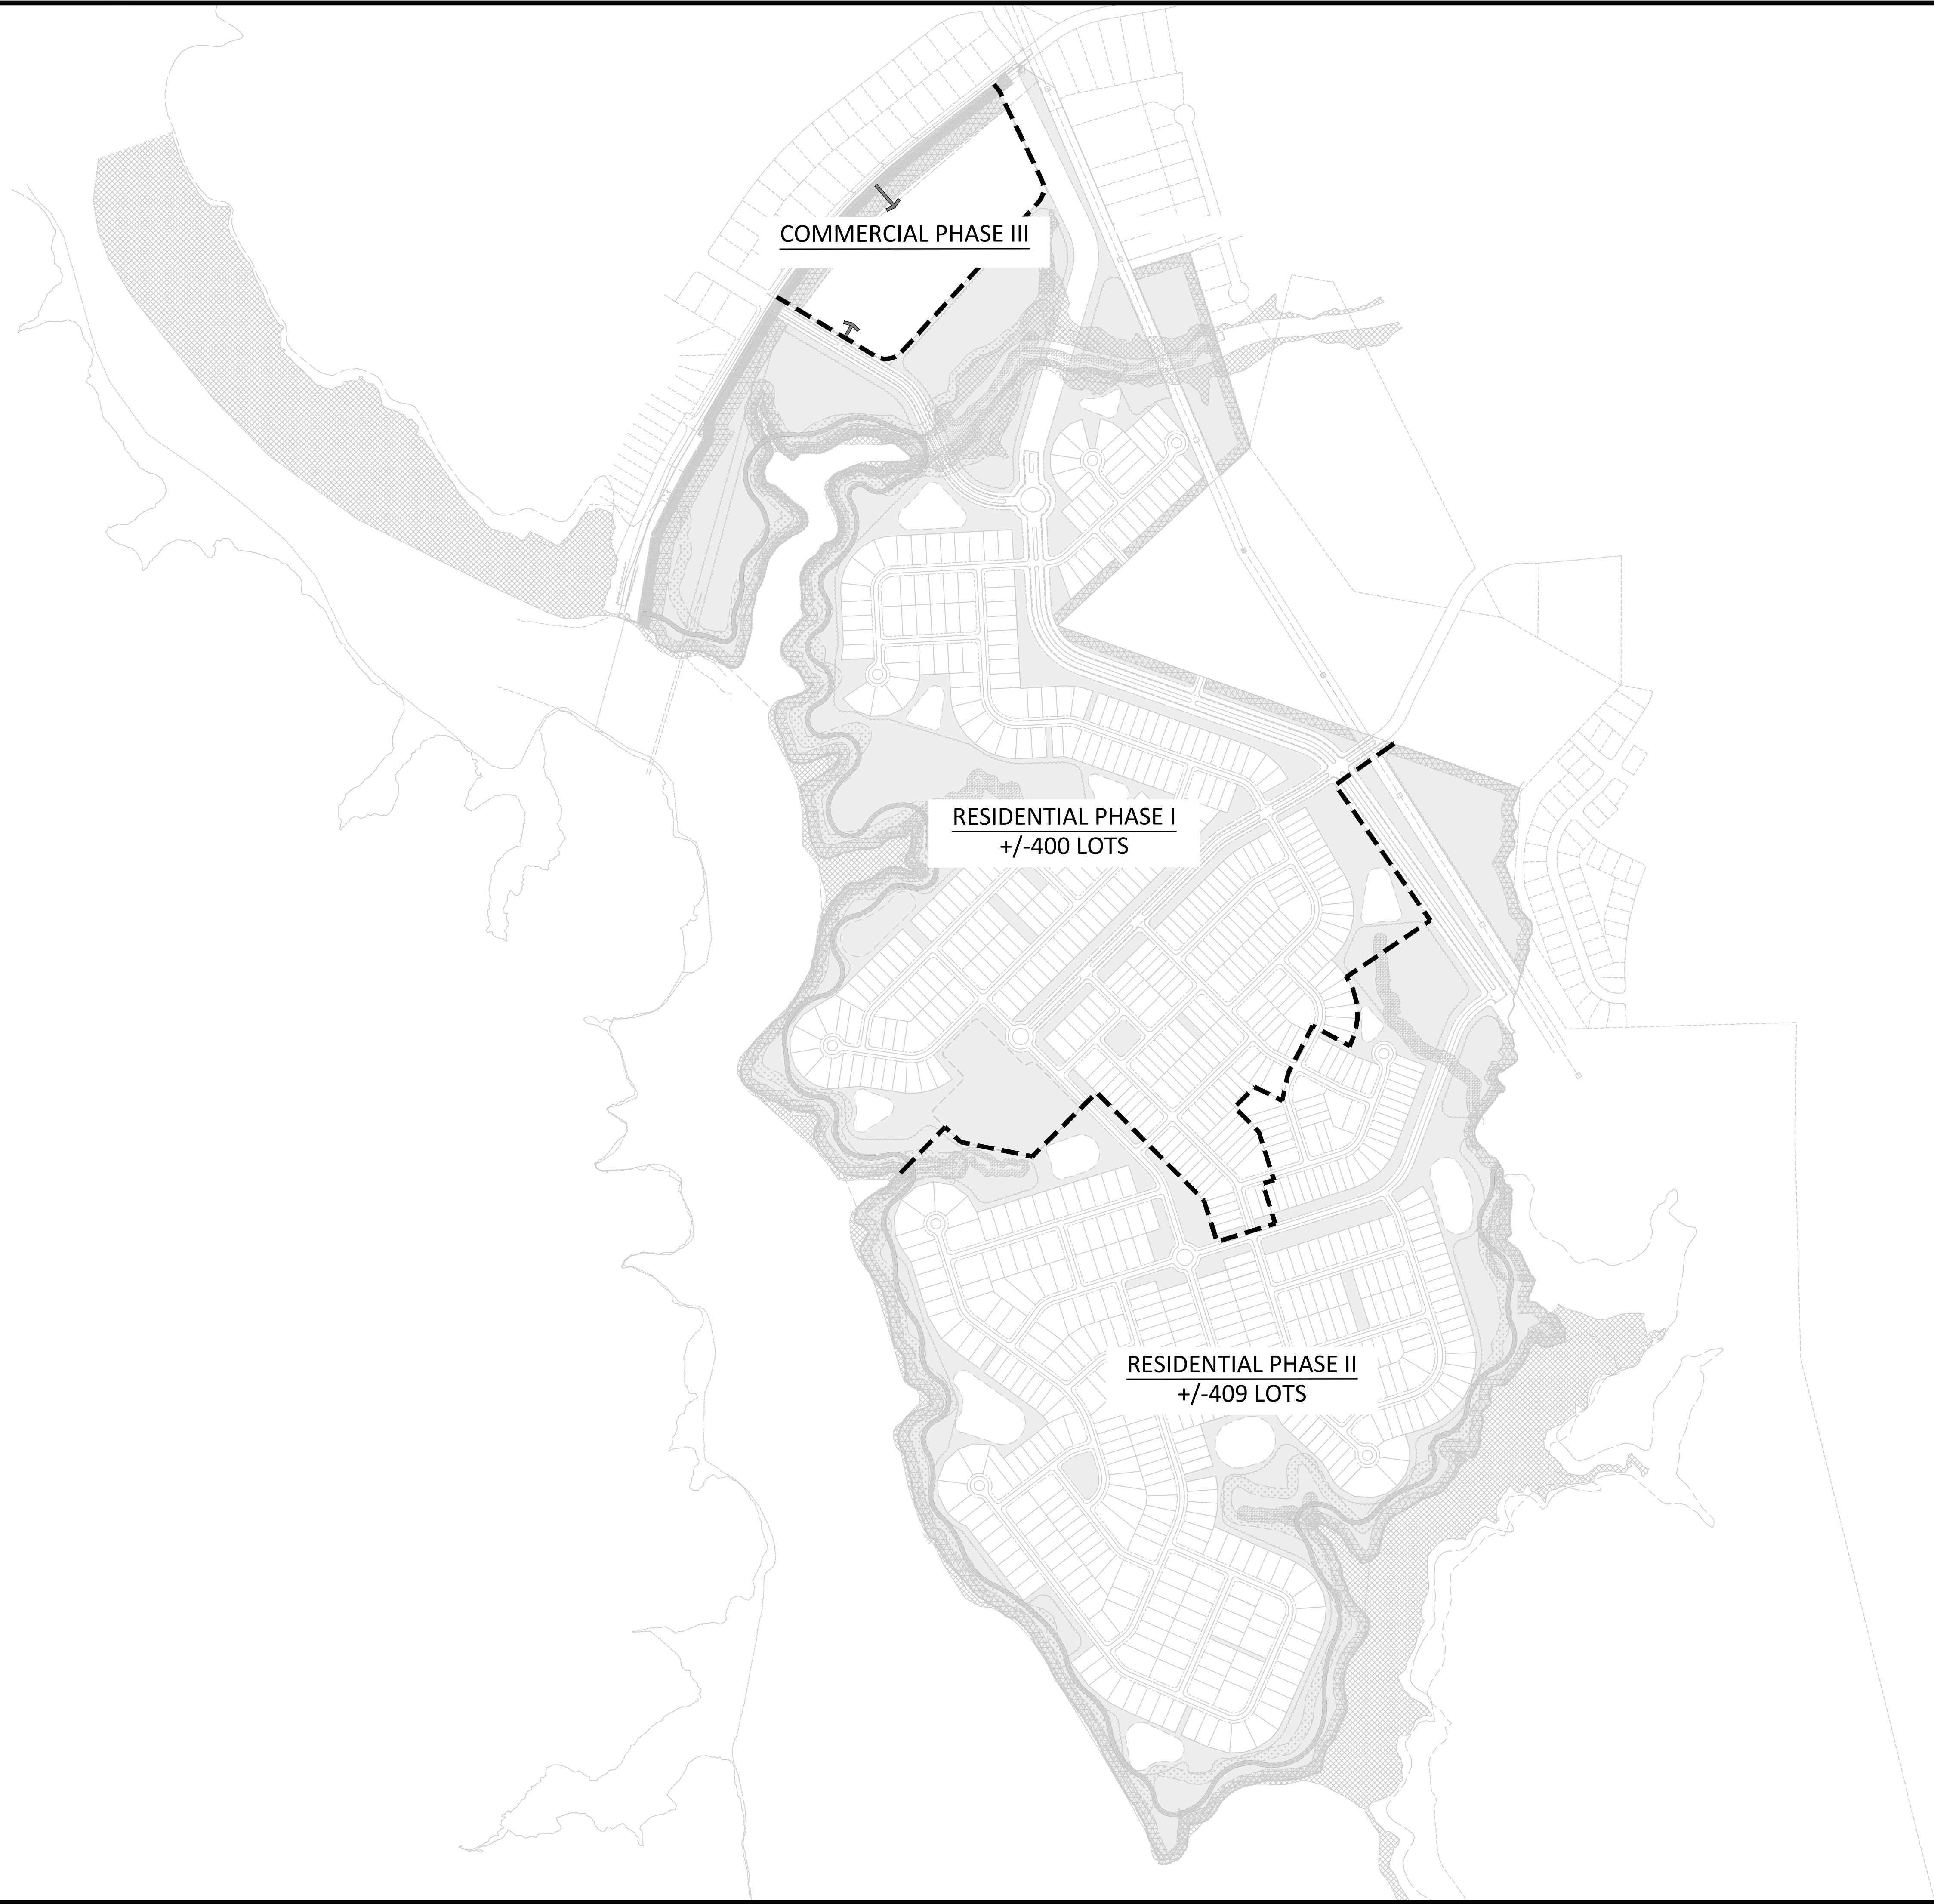 COMMERCIAL PHASE III
RESIDENTIAL PHASE I
+/-400 LOTS
RESIDENTIAL PHASE II
+/-409 LOTS